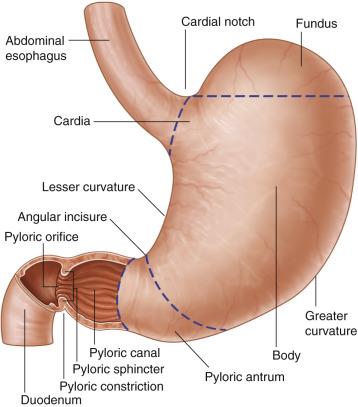 Cardial notch
Fundus
Abdominal
esophagus
Cardia
Lesser curvature
Angular incisure
Pyloric orifice
Greater
curvature
Body
Pyloric antrum
Pyloric canal
Pyloric sphincter
Pyloric constriction
Duodenum